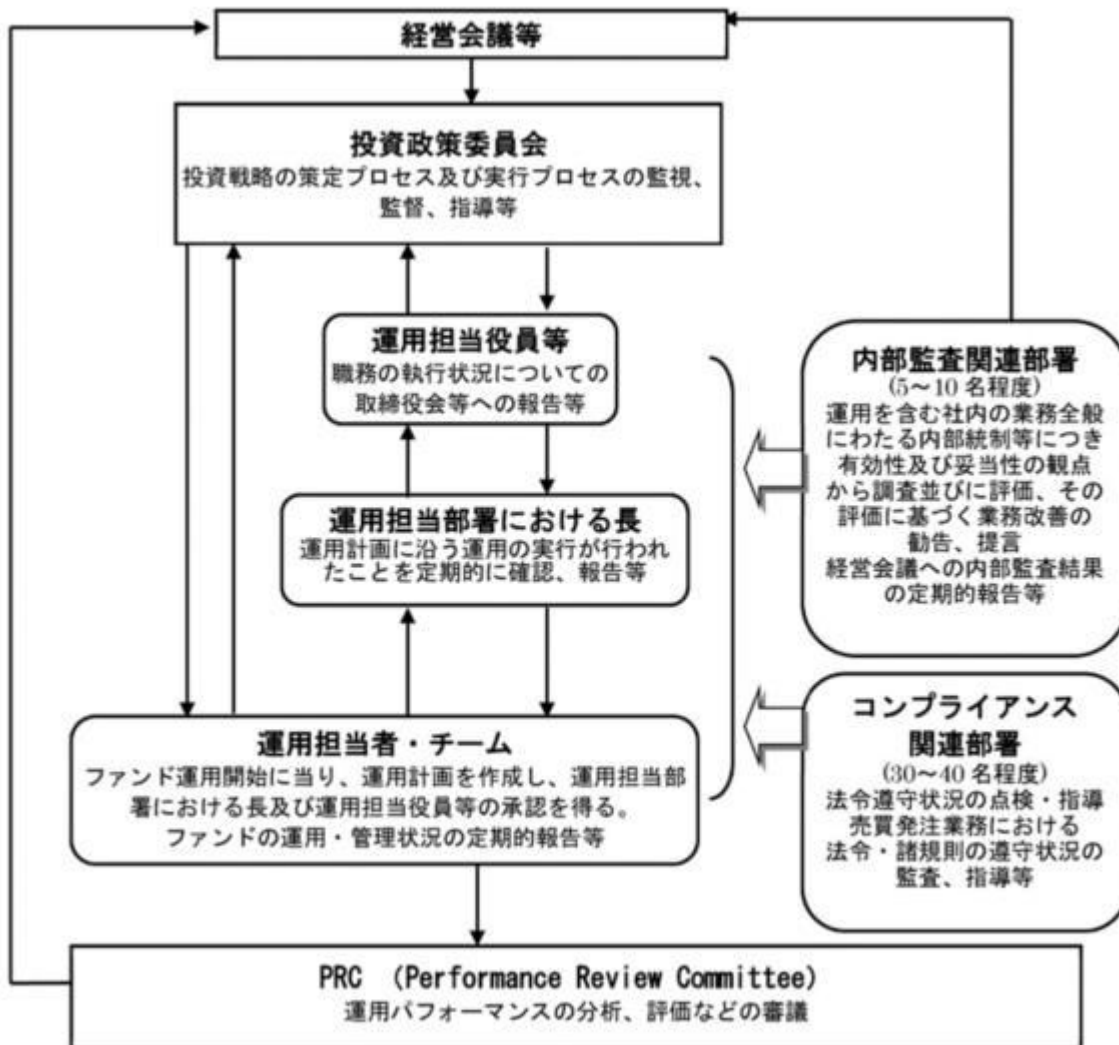 経営会議等
投資政策委員会
投資戦略の策定プロセス及び実行プロセスの監視、
監督、指導等
運用担当役員等
職務の執行状況についての
取締役会等への報告等
運用担当部署における長
運用計画に沿う運用の実行が行われ
たことを定期的に確認、報告等
運用担当者・チーム
ファンド運用開始に当り、運用計画を作成し、運用担当部
署における長及び運用担当役員等の承認を得る。
ファンドの運用・管理状況の定期的報告等
内部監査関連部署
(5～10 名程度)
運用を含む社内の業務全般
にわたる内部統制等につき
有効性及び妥当性の観点
から調査並びに評価、その
評価に基づく業務改善の
勧告、提言
経営会議への内部監査結果
の定期的報告等
コンプライアンス
関連部署
(30～40 名程度)
法令遵守状況の点検・指導
売買発注業務における
法令・諸規則の遵守状況の
監査、指導等
PRC （Performance Review Committee）
運用パフォーマンスの分析、評価などの審議